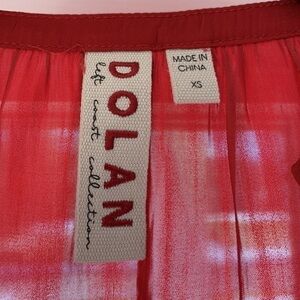 DOLAN
left coast collection
MADE IN
CHINA
XS